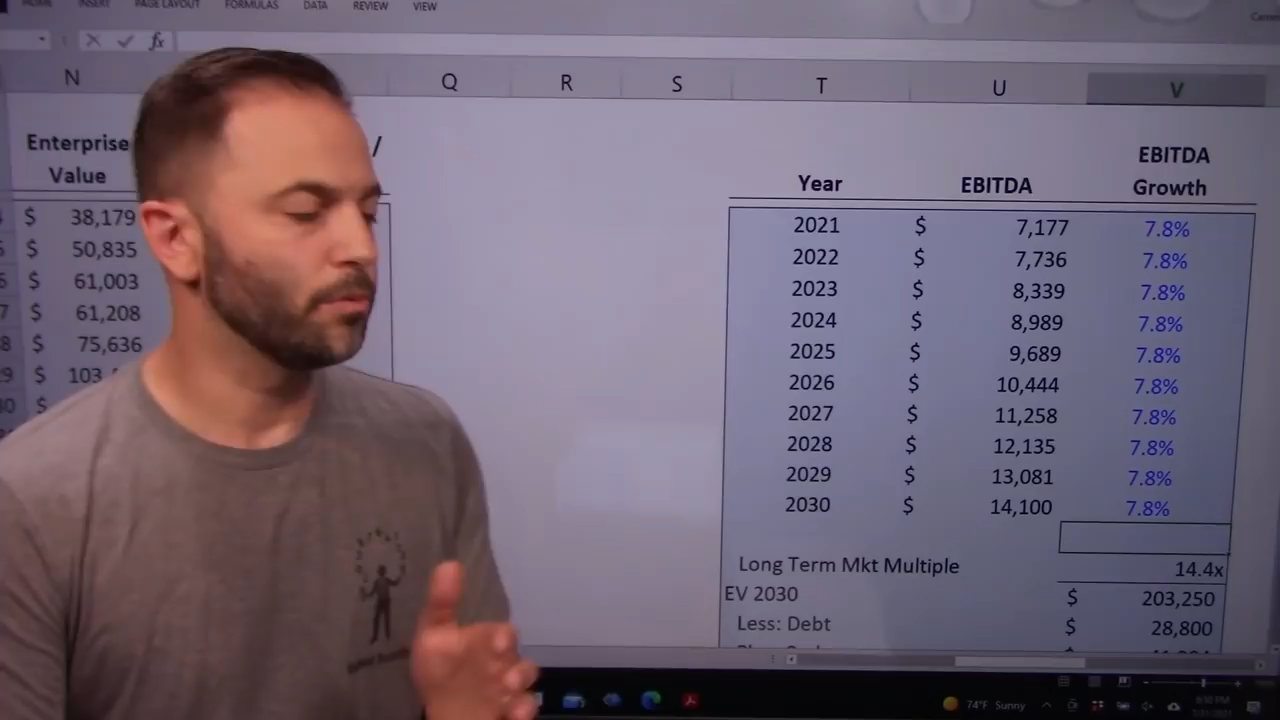 HOME INSERT PAGE LAYOUT FORMULAS DATA REVIEW VIEW
fx
N Q R S T U V
Enterprise
Value
$ 38,179
$ 50,835
$ 61,003
$ 61,208
$ 75,636
$ 103,
$
EBITDA
Year EBITDA Growth
2021 $ 7,177 7.8%
2022 $ 7,736 7.8%
2023 $ 8,339 7.8%
2024 $ 8,989 7.8%
2025 $ 9,689 7.8%
2026 $ 10,444 7.8%
2027 $ 11,258 7.8%
2028 $ 12,135 7.8%
2029 $ 13,081 7.8%
2030 $ 14,100 7.8%
Long Term Mkt Multiple 14.4x
EV 2030 $ 203,250
Less: Debt $ 28,800
74°F Sunny